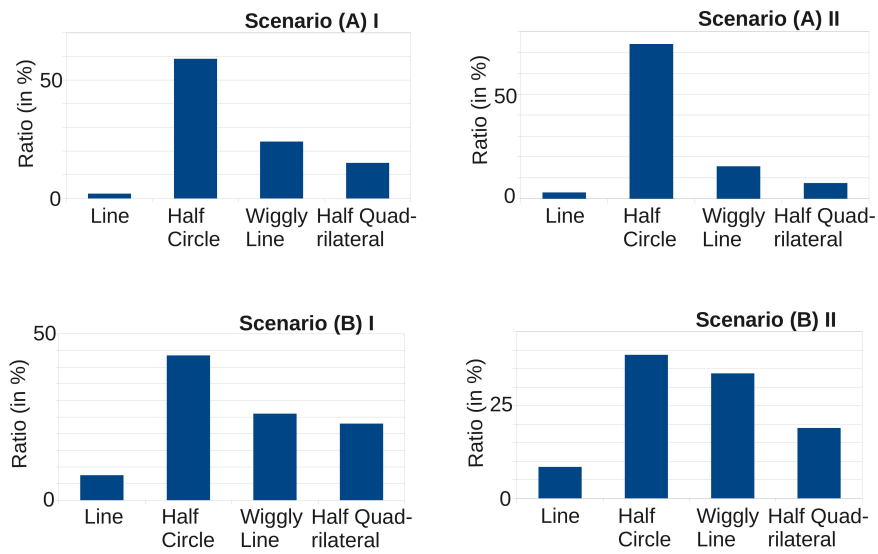 Scenario (A) I
Ratio (in %)
50
0
Line
Half
Circle
Wiggly
Line
Half Quad-
rilateral
Scenario (A) II
Ratio (in %)
50
0
Line
Half
Circle
Wiggly
Line
Half Quad-
rilateral
Scenario (B) I
Ratio (in %)
50
0
Line
Half
Circle
Wiggly
Line
Half Quad-
rilateral
Scenario (B) II
Ratio (in %)
25
0
Line
Half
Circle
Wiggly
Line
Half Quad-
rilateral